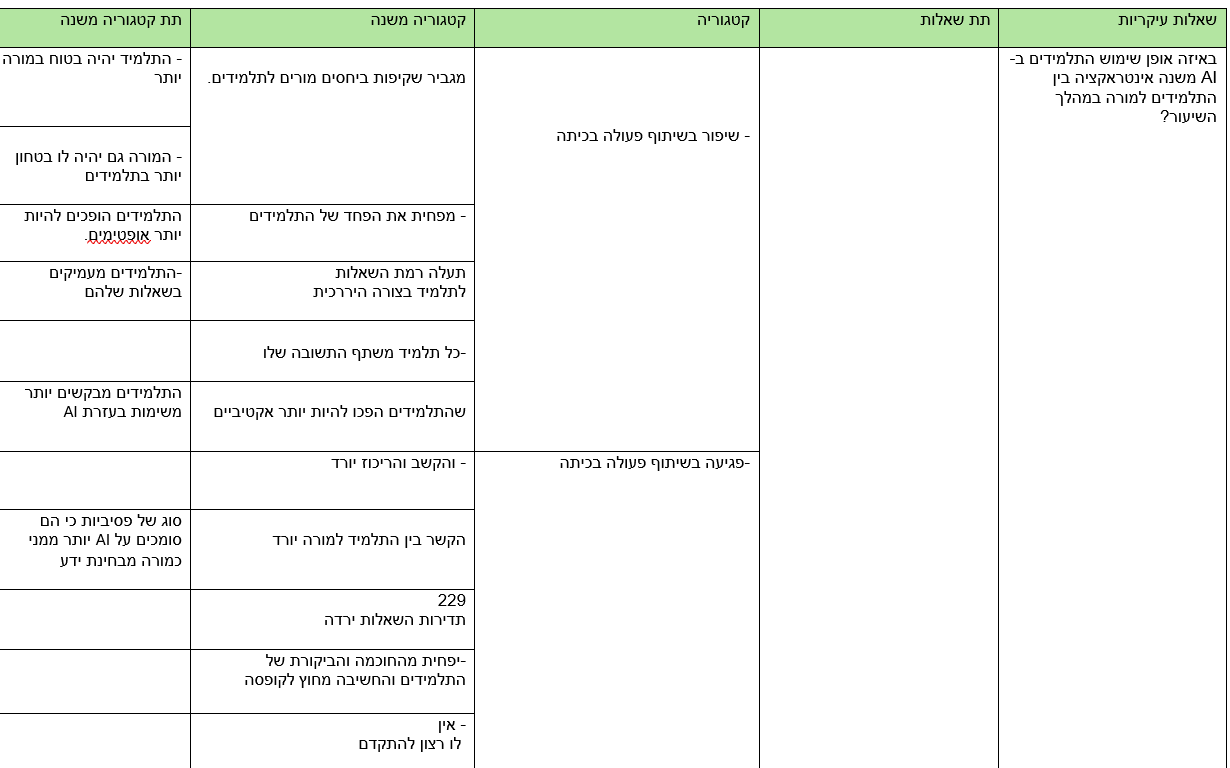 שאלות עיקריות
תת שאלות
קטגוריה
קטגוריה משנה
תת קטגוריה משנה
באיזה אופן שימוש התלמידים ב-
AI משנה אינטראקציה בין
התלמידים למורה במהלך
השיעור?
- שיפור בשיתוף פעולה בכיתה
מגביר שקיפות ביחסים מורים לתלמידים.
- התלמיד יהיה בטוח במורה
יותר
- המורה גם יהיה לו בטחון
יותר בתלמידים
- מפחית את הפחד של התלמידים
התלמידים הופכים להיות
יותר אופטימים.
תעלה רמת השאלות
לתלמיד בצורה היררכית
-התלמידים מעמיקים
בשאלות שלהם
-כל תלמיד משתף התשובה שלו
שהתלמידים הפכו להיות יותר אקטיביים
התלמידים מבקשים יותר
משימות בעזרת AI
-פגיעה בשיתוף פעולה בכיתה
- והקשב והריכוז יורד
הקשר בין התלמיד למורה יורד
סוג של פסיביות כי הם
סומכים על AI יותר ממני
כמורה מבחינת ידע
229
תדירות השאלות ירדה
-יפחית מהחוכמה והביקורת של
התלמידים והחשיבה מחוץ לקופסה
- אין
לו רצון להתקדם